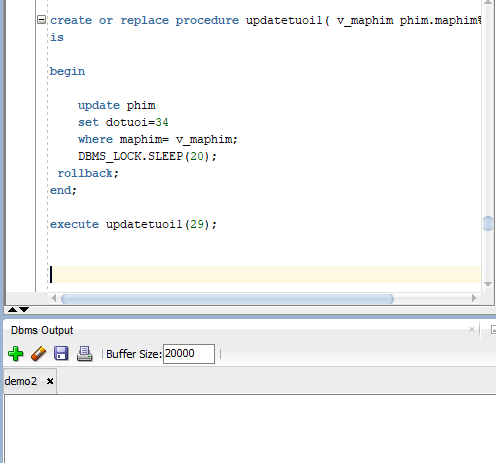 create or replace procedure updatetuoil( v_maphim phim.maphim%
is
begin
update phim
set dotuoi=34
where maphim= v_maphim;
DBMS_LOCK.SLEEP(20);
rollback;
end;
execute updatetuoil(29);
Dbms Output
Buffer Size: 20000
demo2